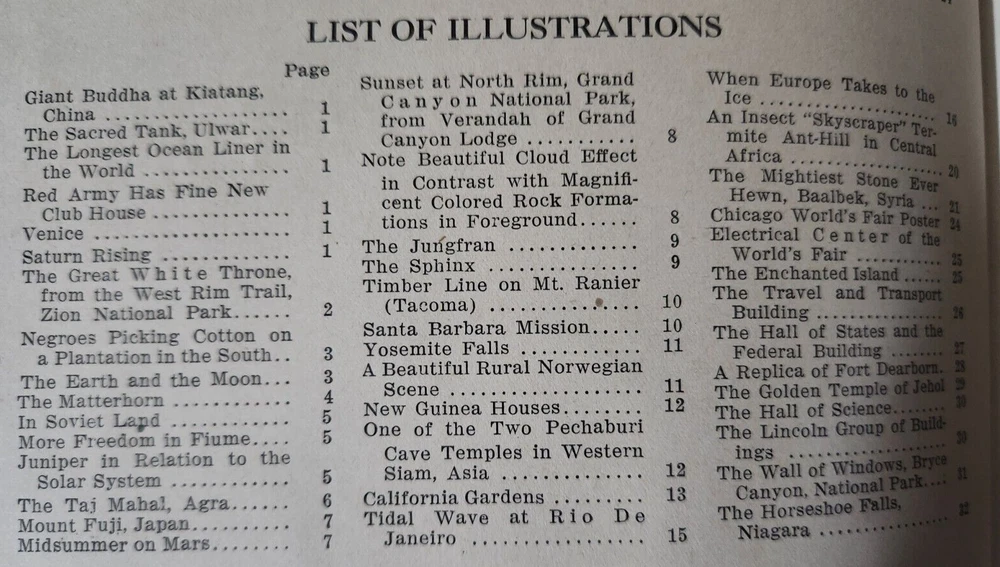 LIST OF ILLUSTRATIONS
Page
Giant Buddha at Kiatang,
China .................. 1
The Sacred Tank, Ulwar.... 1
The Longest Ocean Liner in
the World .............. 1
Red Army Has Fine New
Club House ............. 1
Venice ................... 1
Saturn Rising ............ 1
The Great White Throne,
from the West Rim Trail,
Zion National Park...... 2
Negroes Picking Cotton on
a Plantation in the South.. 3
The Earth and the Moon... 3
The Matterhorn ........... 4
In Soviet Land ........... 5
More Freedom in Fiume.... 5
Juniper in Relation to the
Solar System ........... 5
The Taj Mahal, Agra...... 6
Mount Fuji, Japan......... 7
Midsummer on Mars........ 7
Sunset at North Rim, Grand
Canyon National Park,
from Verandah of Grand
Canyon Lodge .......... 8
Note Beautiful Cloud Effect
in Contrast with Magnifi-
cent Colored Rock Forma-
tions in Foreground...... 8
The Jungfran ............. 9
The Sphinx ............... 9
Timber Line on Mt. Ranier
(Tacoma) ............... 10
Santa Barbara Mission..... 10
Yosemite Falls ............ 11
A Beautiful Rural Norwegian
Scene .................. 11
New Guinea Houses........ 12
One of the Two Pechaburi
Cave Temples in Western
Siam, Asia ............. 12
California Gardens ......... 13
Tidal Wave at Rio De
Janeiro ................. 15
When Europe Takes to the
Ice ..................
An Insect "Skyscraper" Ter-
mite Ant-Hill in Central
Africa ................ 20
The Mightiest Stone Ever
Hewn, Baalbek, Syria ... 21
Chicago World's Fair Poster 24
Electrical Center of the
World's Fair ........... 25
The Enchanted Island ..... 25
The Travel and Transport
Building ............... 26
The Hall of States and the
Federal Building ........ 27
A Replica of Fort Dearborn. 28
The Golden Temple of Jehol 29
The Hall of Science........ 30
The Lincoln Group of Build-
ings .................. 30
The Wall of Windows, Bryce
Canyon, National Park.... 31
The Horseshoe Falls,
Niagara ................ 32